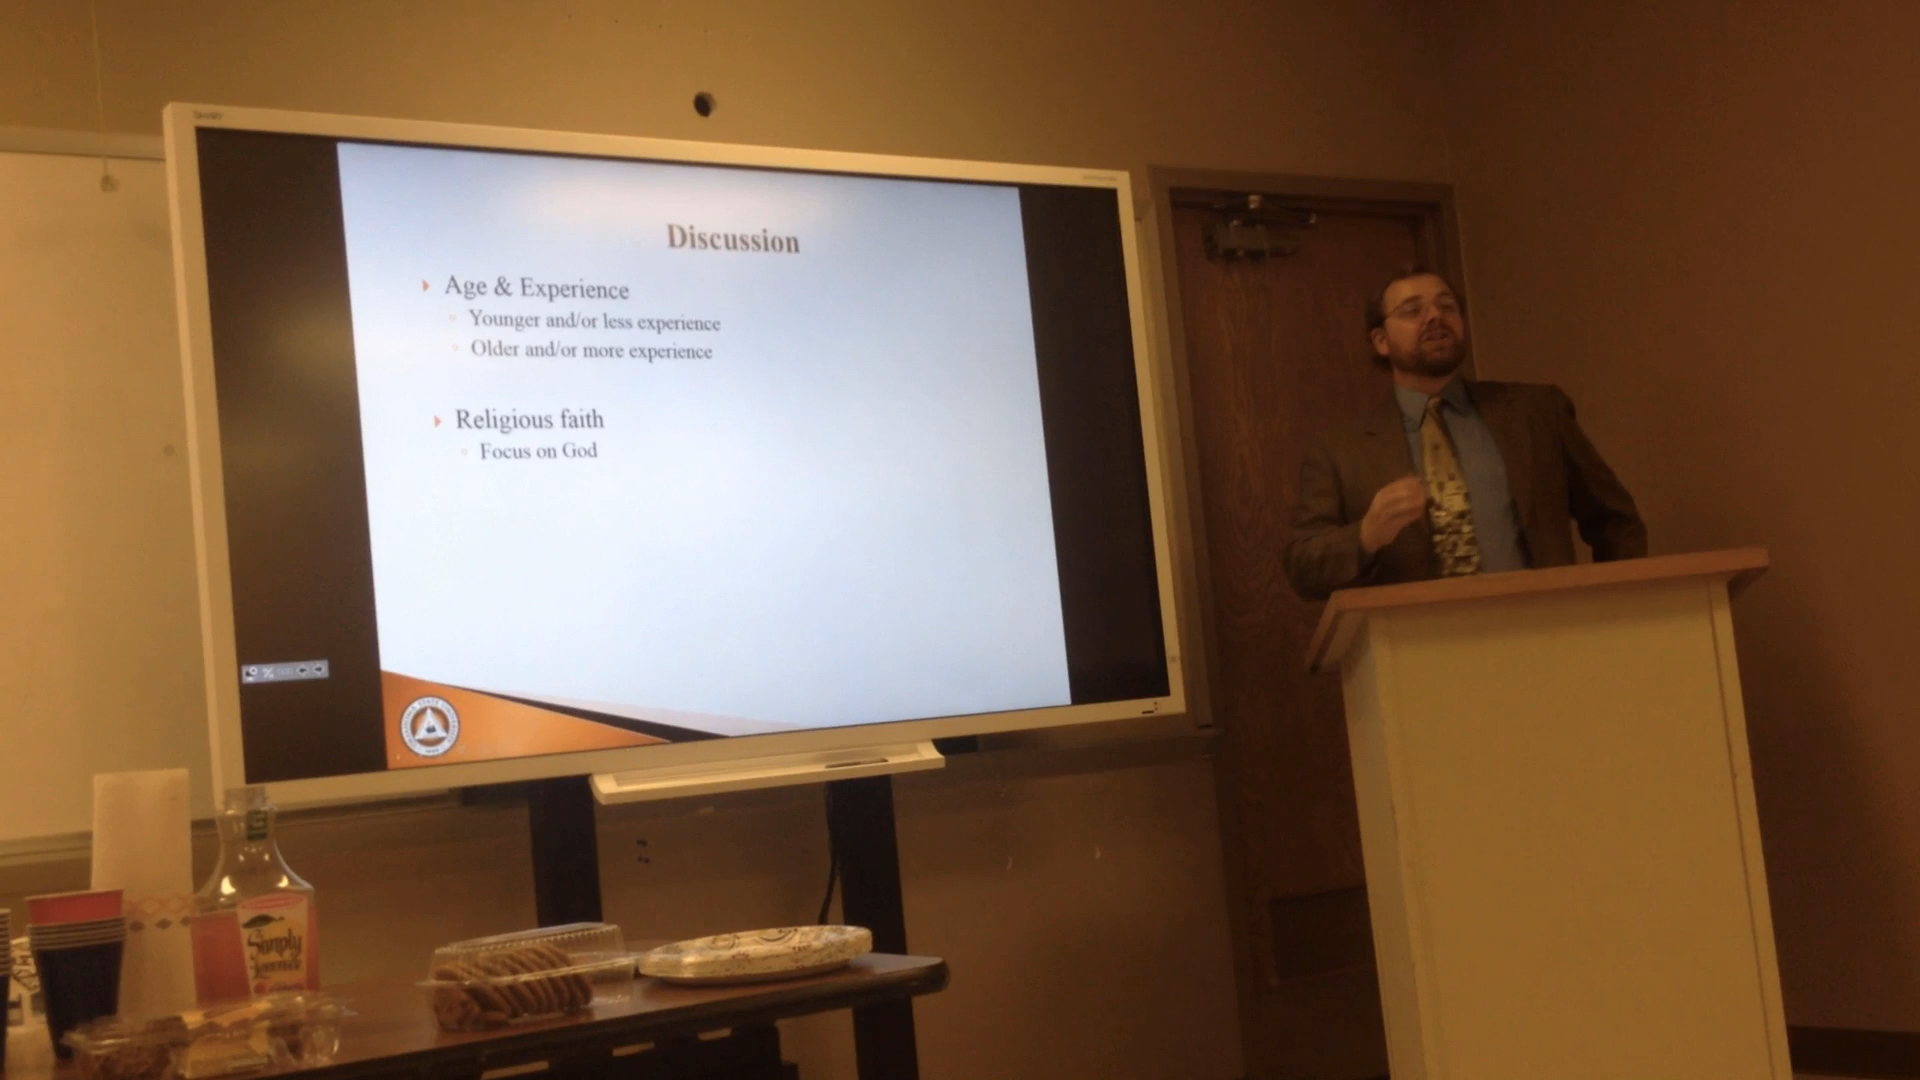 Discussion
Age & Experience
Younger and/or less experience
Older and/or more experience
Religious faith
Focus on God
Simply
Lemonade